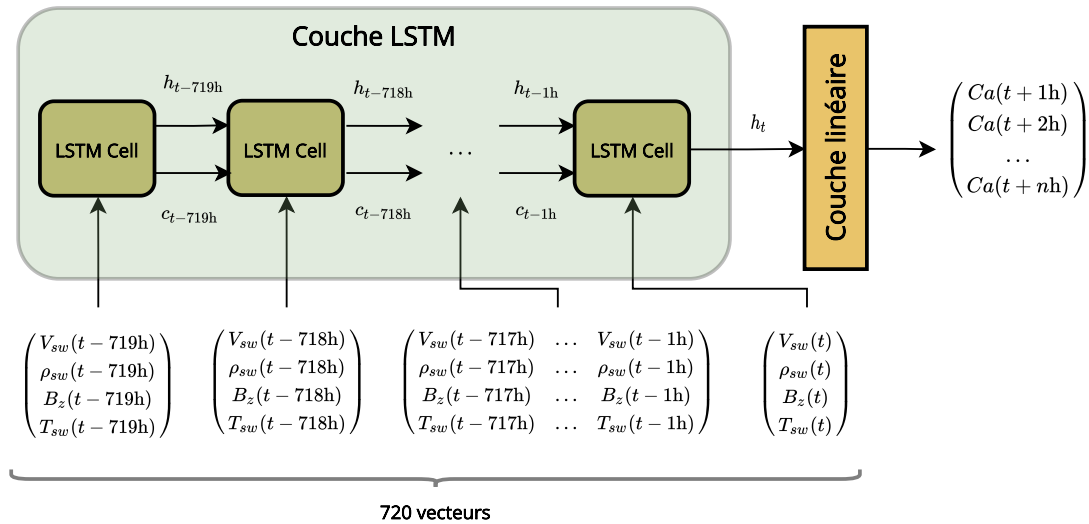 Couche LSTM
h_{t−719h}
h_{t−718h}
h_{t−1h}
LSTM Cell
LSTM Cell
...
LSTM Cell
h_t
Couche linéaire
c_{t−719h}
c_{t−718h}
c_{t−1h}
Ca(t + 1h)
Ca(t + 2h)
...
Ca(t + nh)
V_{sw}(t − 719h)
ρ_{sw}(t − 719h)
B_z(t − 719h)
T_{sw}(t − 719h)
V_{sw}(t − 718h)
ρ_{sw}(t − 718h)
B_z(t − 718h)
T_{sw}(t − 718h)
V_{sw}(t − 717h) ... V_{sw}(t − 1h)
ρ_{sw}(t − 717h) ... ρ_{sw}(t − 1h)
B_z(t − 717h) ... B_z(t − 1h)
T_{sw}(t − 717h) ... T_{sw}(t − 1h)
V_{sw}(t)
ρ_{sw}(t)
B_z(t)
T_{sw}(t)
720 vecteurs